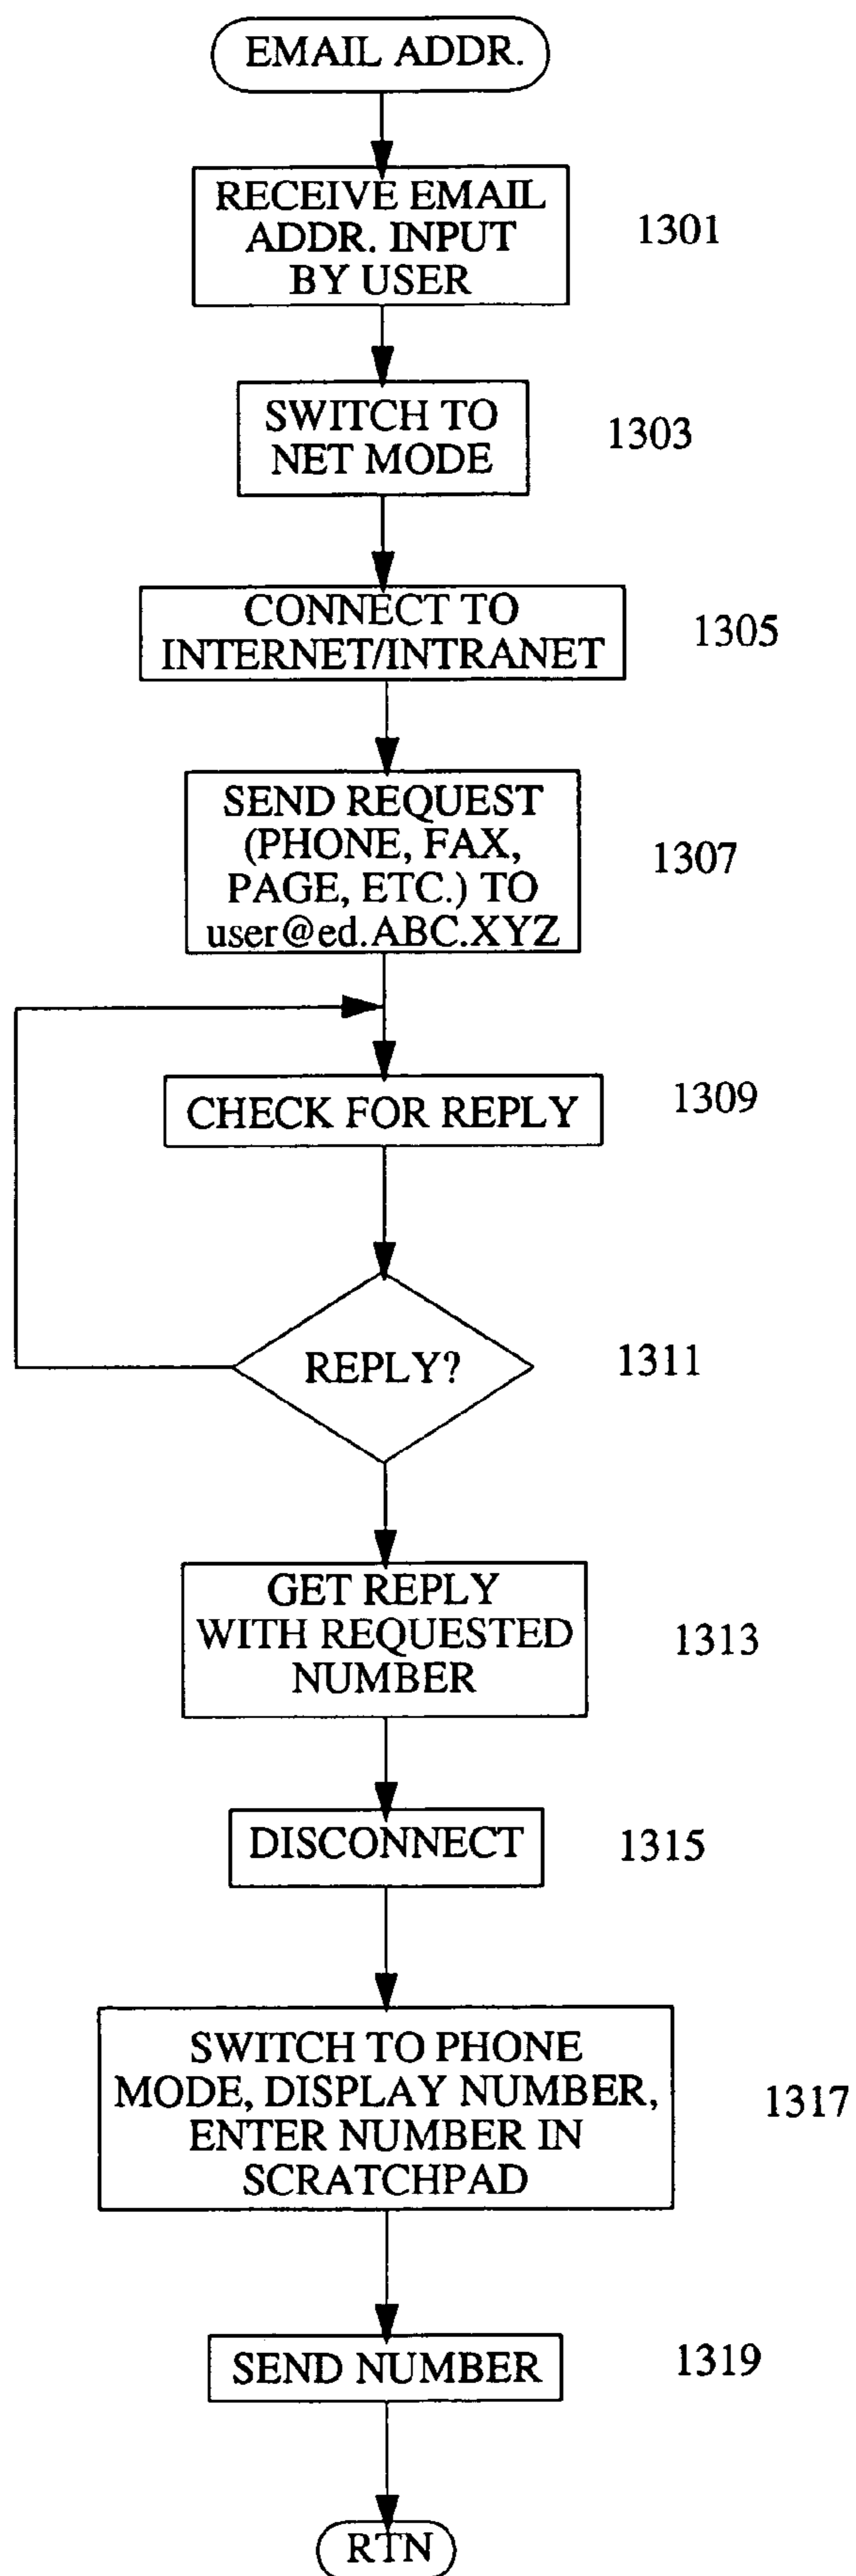 EMAIL ADDR.
RECEIVE EMAIL
ADDR. INPUT
BY USER
1301
SWITCH TO
NET MODE
1303
CONNECT TO
INTERNET/INTRANET
1305
SEND REQUEST
(PHONE, FAX,
PAGE, ETC.) TO
user@ed.ABC.XYZ
1307
CHECK FOR REPLY
1309
REPLY?
1311
GET REPLY
WITH REQUESTED
NUMBER
1313
DISCONNECT
1315
SWITCH TO PHONE
MODE, DISPLAY NUMBER,
ENTER NUMBER IN
SCRATCHPAD
1317
SEND NUMBER
1319
RTN